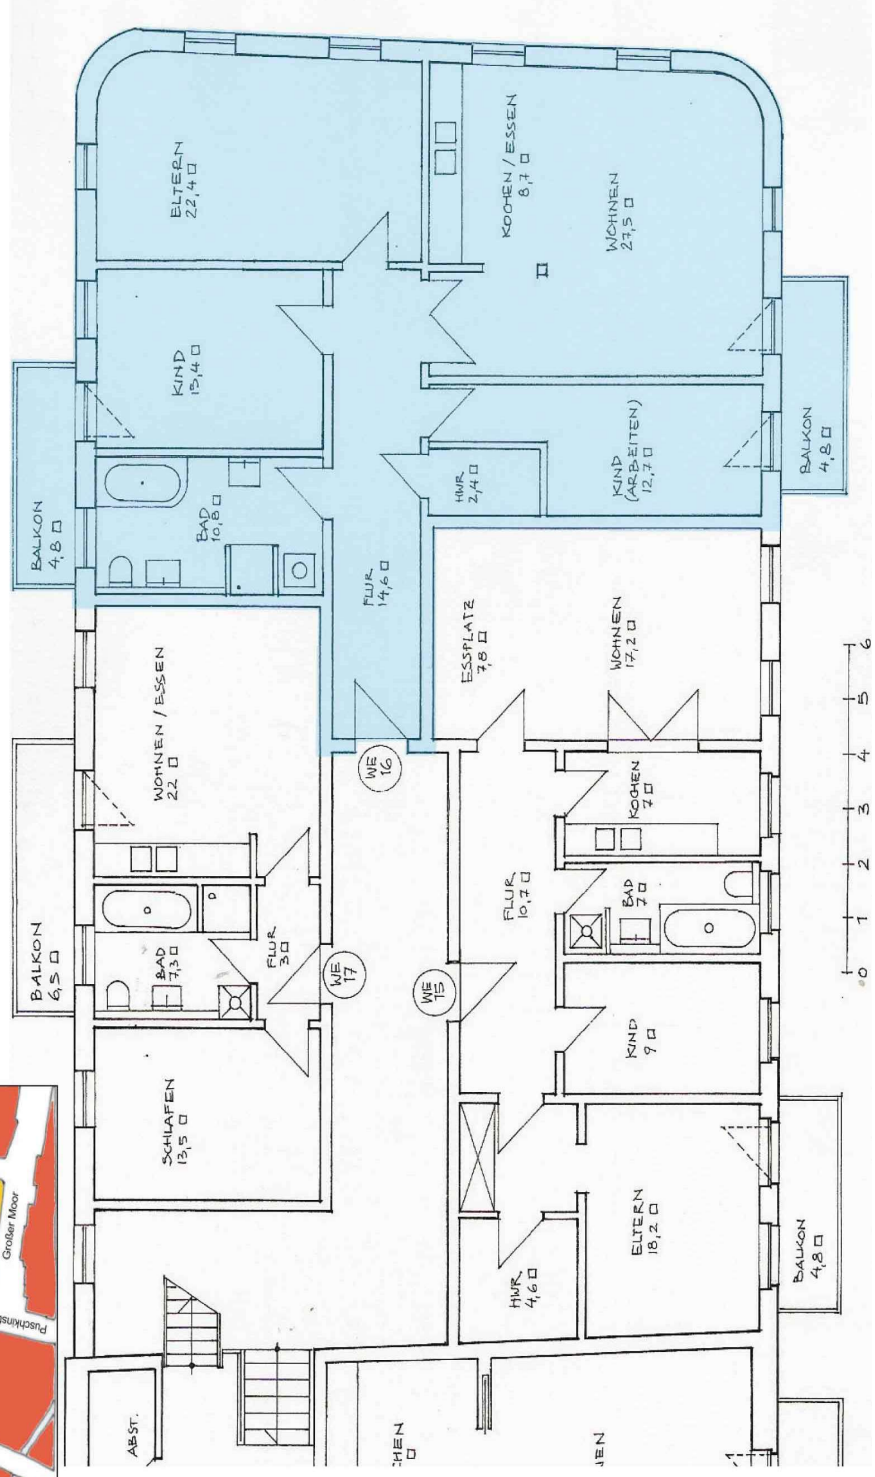 ELTERN
22,4 □
KOCHEN / ESSEN
8,7 □
WOHNEN
27,5 □
KIND
13,4 □
BALKON
4,8 □
BAD
10,8 □
FLUR
14,6 □
HWR
2,4 □
KIND
(ARBEITEN)
12,7 □
BALKON
4,8 □
WOHNEN / ESSEN
22 □
ESSPLATZ
7,8 □
WOHNEN
17,2 □
WE
16
BALKON
6,5 □
BAD
7,3 □
FLUR
3 □
WE
17
WE
15
FLUR
10,7 □
KOCHEN
7 □
BAD
7 □
KIND
9 □
SCHLAFEN
13,5 □
HWR
4,6 □
ELTERN
18,2 □
BALKON
4,8 □
ABST.
CHEN
□
EN
0 1 2 3 4 5 6
Großer Moor
Puschkinst